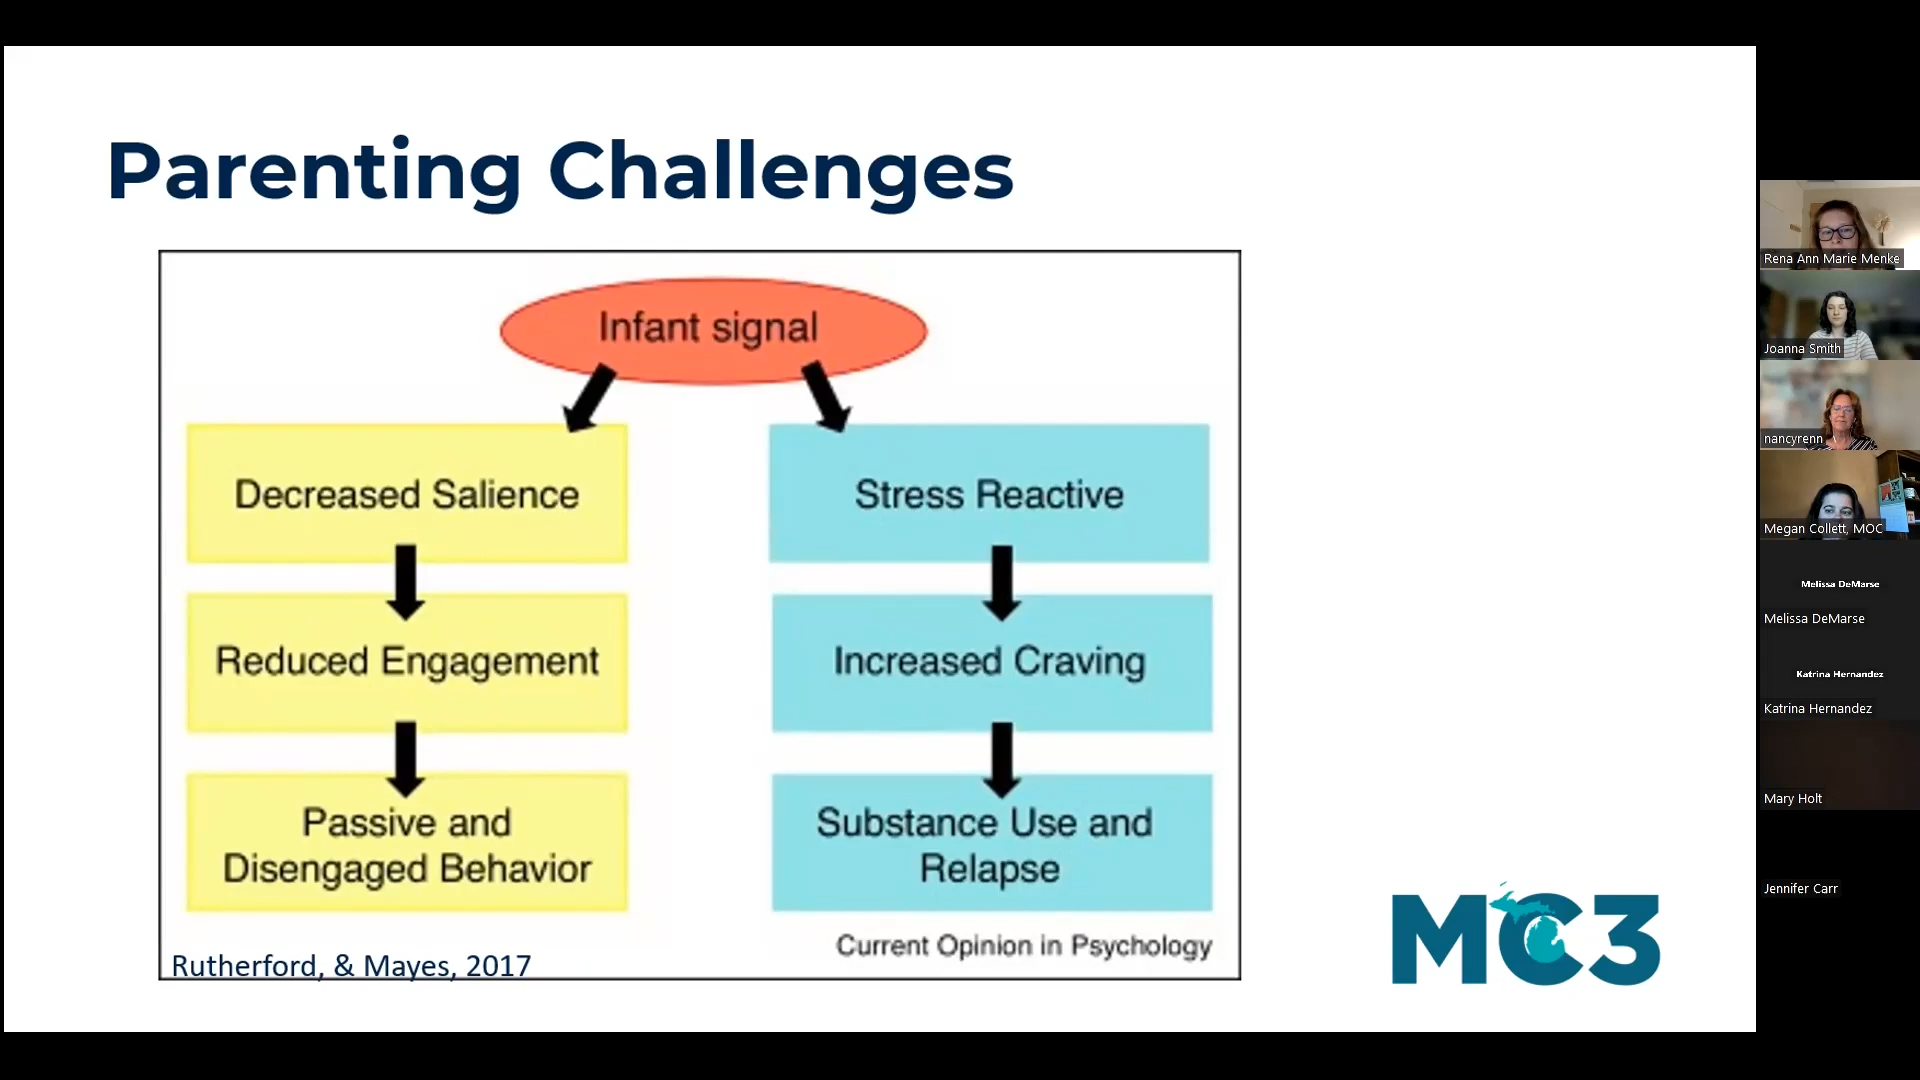 Parenting Challenges
Infant signal
Decreased Salience
Stress Reactive
Reduced Engagement
Increased Craving
Passive and
Disengaged Behavior
Substance Use and
Relapse
Current Opinion in Psychology
Rutherford, & Mayes, 2017
MC3
Rena Ann Marie Menke
Joanna Smith
nancyrenn
Megan Collett, MOC
Melissa DeMarse
Melissa DeMarse
Katrina Hernandez
Katrina Hernandez
Mary Holt
Jennifer Carr